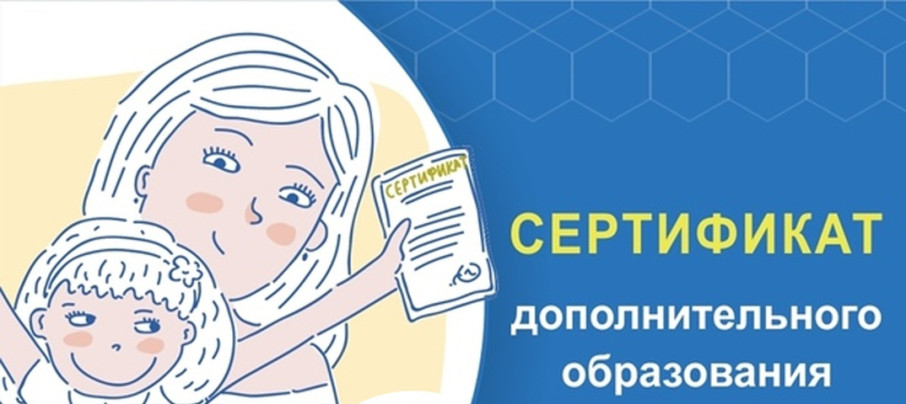 СЕРТИФИКАТ
СЕРТИФИКАТ
дополнительного
образования